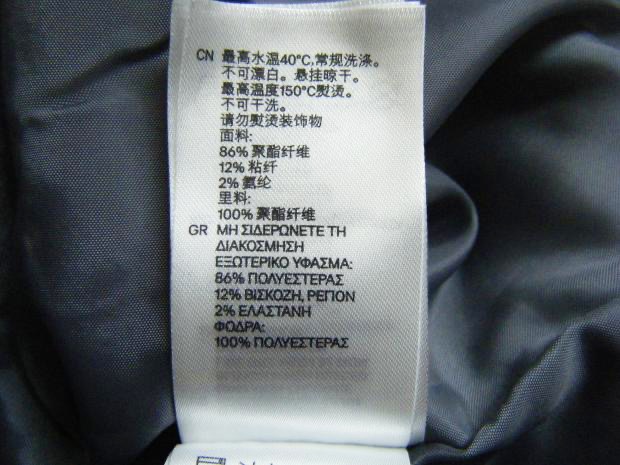 CN 最高水温40°C,常规洗涤。
不可漂白。悬挂晾干。
最高温度150°C熨烫。
不可干洗。
请勿熨烫装饰物
面料:
86% 聚酯纤维
12% 粘纤
2% 氨纶
里料:
100% 聚酯纤维
GR ΜΗ ΣΙΔΕΡΩΝΕΤΕ ΤΗ
ΔΙΑΚΟΣΜΗΣΗ
ΕΞΩΤΕΡΙΚΟ ΥΦΑΣΜΑ:
86% ΠΟΛΥΕΣΤΕΡΑΣ
12% ΒΙΣΚΟΖΗ, ΡΕΓΙΟΝ
2% ΕΛΑΣΤΑΝΗ
ΦΟΔΡΑ:
100% ΠΟΛΥΕΣΤΕΡΑΣ